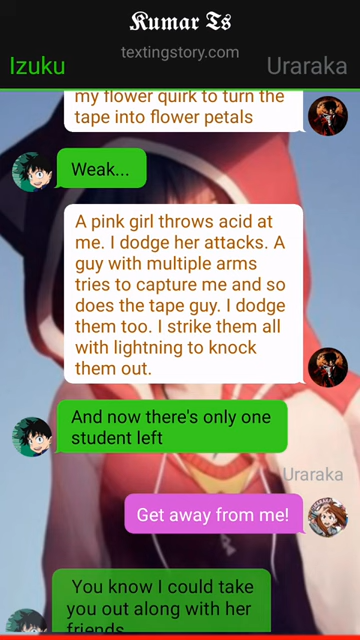 Kumar Ts
textingstory.com
Izuku
Uraraka
my flower quirk to turn the
tape into flower petals
Weak...
A pink girl throws acid at
me. I dodge her attacks. A
guy with multiple arms
tries to capture me and so
does the tape guy. I dodge
them too. I strike them all
with lightning to knock
them out.
And now there's only one
student left
Uraraka
Get away from me!
You know I could take
you out along with her
friends